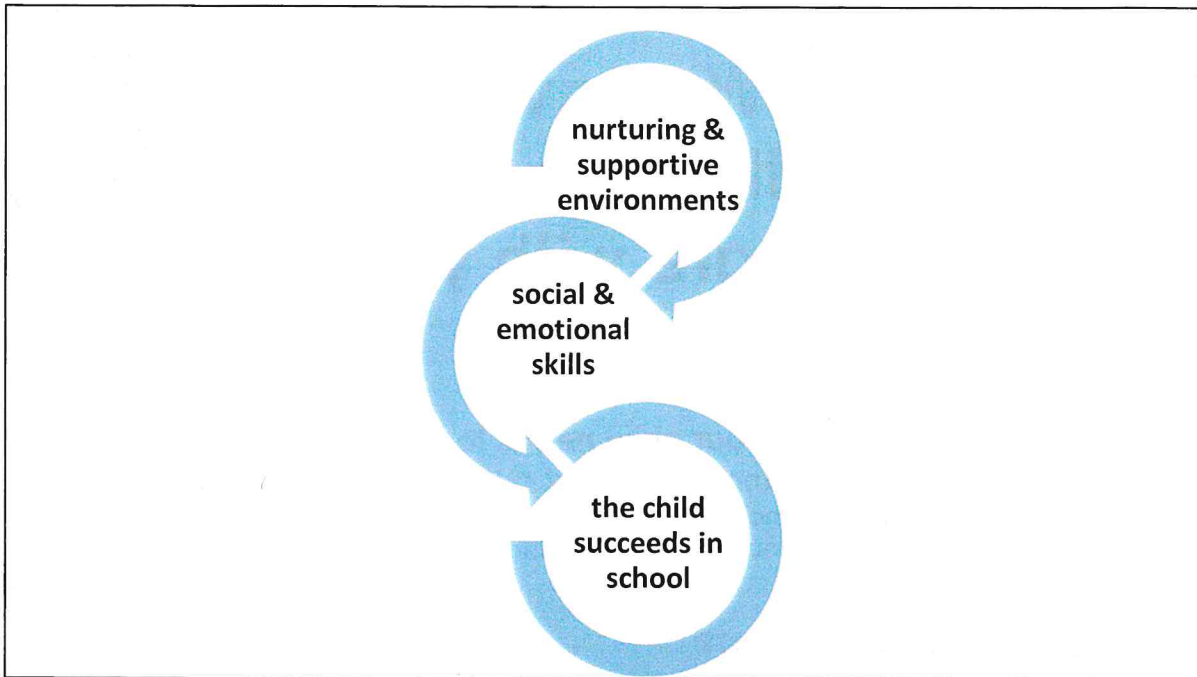 nurturing &
supportive
environments
social &
emotional
skills
the child
succeeds in
school